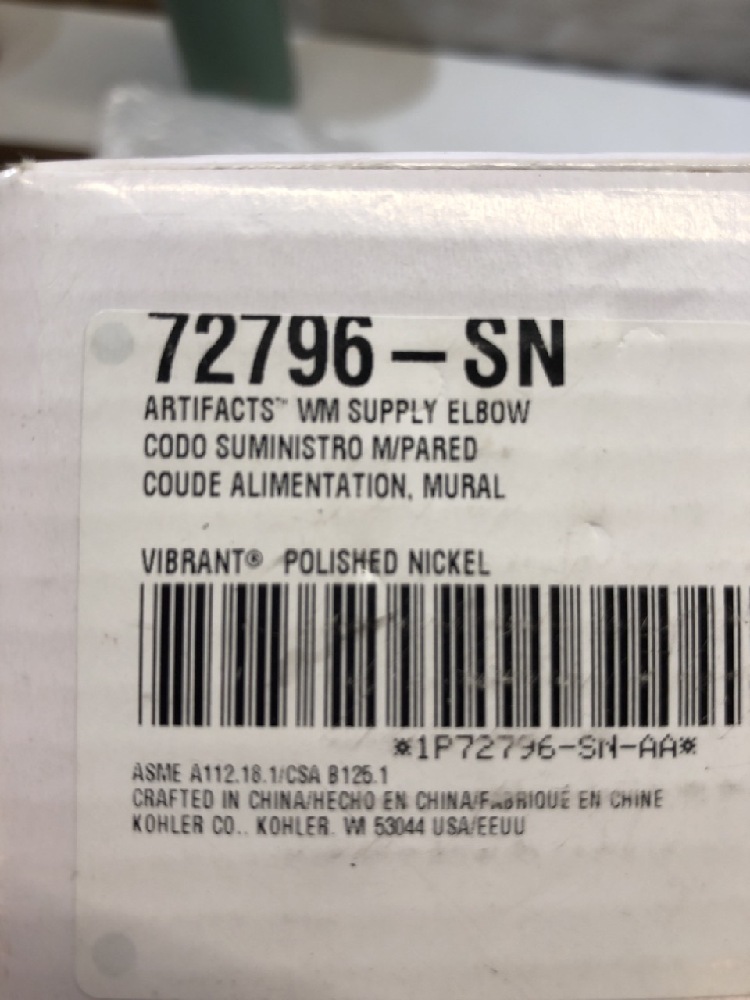 72796-SN
ARTIFACTS™ WM SUPPLY ELBOW
CODO SUMINISTRO M/PARED
COUDE ALIMENTATION, MURAL
VIBRANT® POLISHED NICKEL
*1P72796-SN-AA*
ASME A112.18.1/CSA B125.1
CRAFTED IN CHINA/HECHO EN CHINA/FABRIQUÉ EN CHINE
KOHLER CO., KOHLER, WI 53044 USA/EEUU